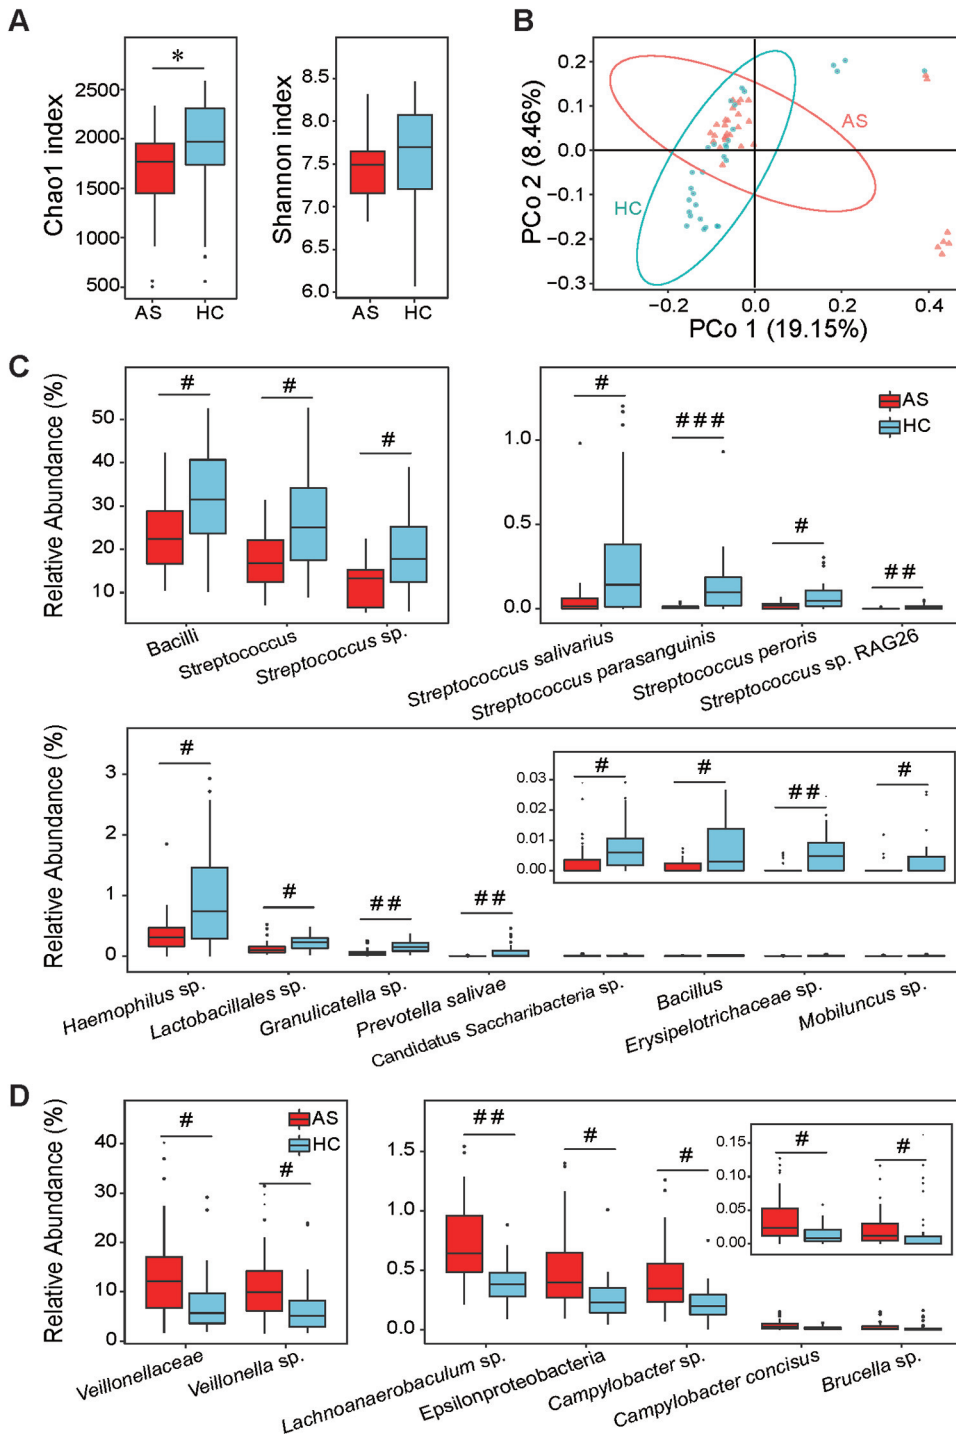 A
Chao1 index
2500
2000
1500
1000
500
*
AS
HC
Shannon index
8.5
8.0
7.5
7.0
6.5
6.0
AS
HC
B
PCo 2 (8.46%)
0.2
0.1
0.0
−0.1
−0.2
−0.3
AS
HC
−0.2
0.0
0.2
0.4
PCo 1 (19.15%)
C
Relative Abundance (%)
50
40
30
20
10
#
#
#
Bacilli
Streptococcus
Streptococcus sp.
1.0
0.5
0.0
#
###
#
##
AS
HC
Streptococcus salivarius
Streptococcus parasanguinis
Streptococcus peroris
Streptococcus sp. RAG26
Relative Abundance (%)
3
2
1
0
#
#
##
##
0.03
0.02
0.01
0.00
#
#
##
#
Haemophilus sp.
Lactobacillales sp.
Granulicatella sp.
Prevotella salivae
Candidatus Saccharibacteria sp.
Bacillus
Erysipelotrichaceae sp.
Mobiluncus sp.
D
Relative Abundance (%)
40
30
20
10
0
#
#
AS
HC
Veillonellaceae
Veillonella sp.
1.5
1.0
0.5
0.0
##
#
#
0.15
0.10
0.05
0.00
#
#
Lachnoanaerobaculum sp.
Epsilonproteobacteria
Campylobacter sp.
Campylobacter concisus
Brucella sp.